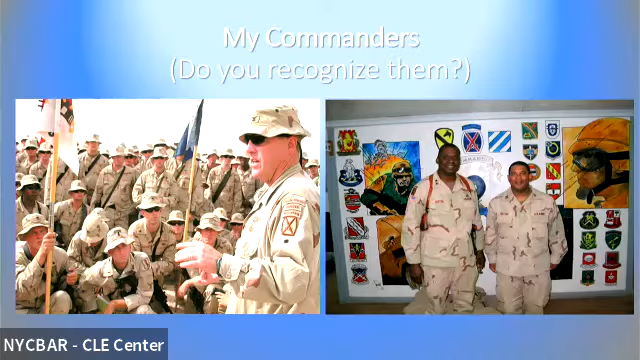 My Commanders
(Do you recognize them?)
NYCBAR - CLE Center